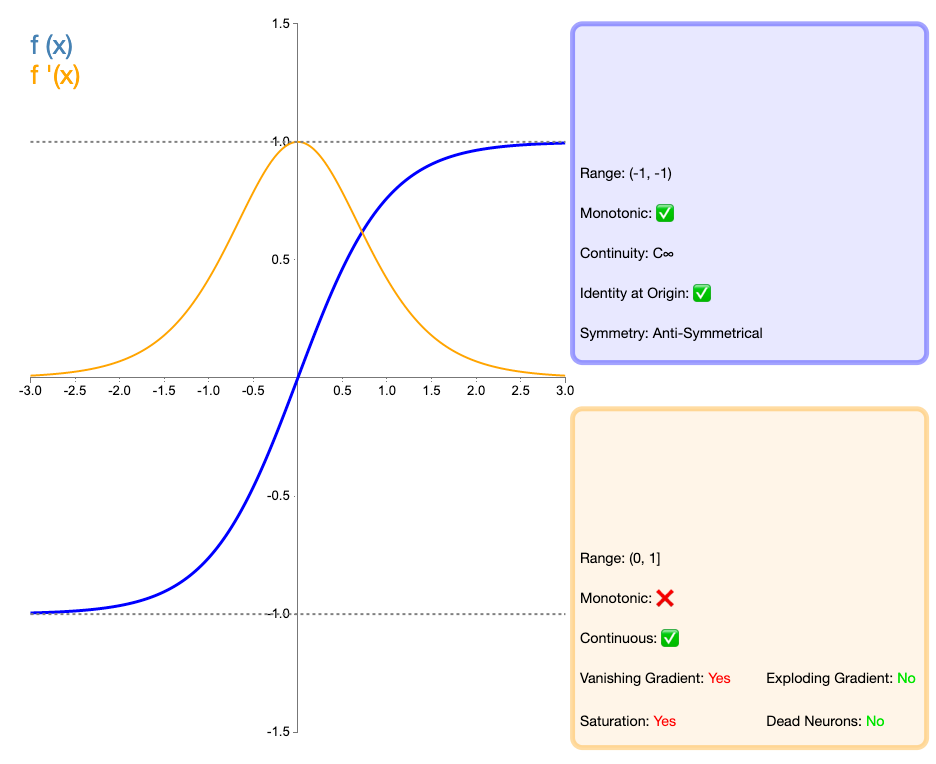 f (x)
f '(x)
1.5
1.0
0.5
-3.0 -2.5 -2.0 -1.5 -1.0 -0.5 0.5 1.0 1.5 2.0 2.5 3.0
-0.5
-1.0
-1.5
Range: (-1, -1)
Monotonic: ✅
Continuity: C∞
Identity at Origin: ✅
Symmetry: Anti-Symmetrical
Range: (0, 1]
Monotonic: ❌
Continuous: ✅
Vanishing Gradient: Yes Exploding Gradient: No
Saturation: Yes Dead Neurons: No